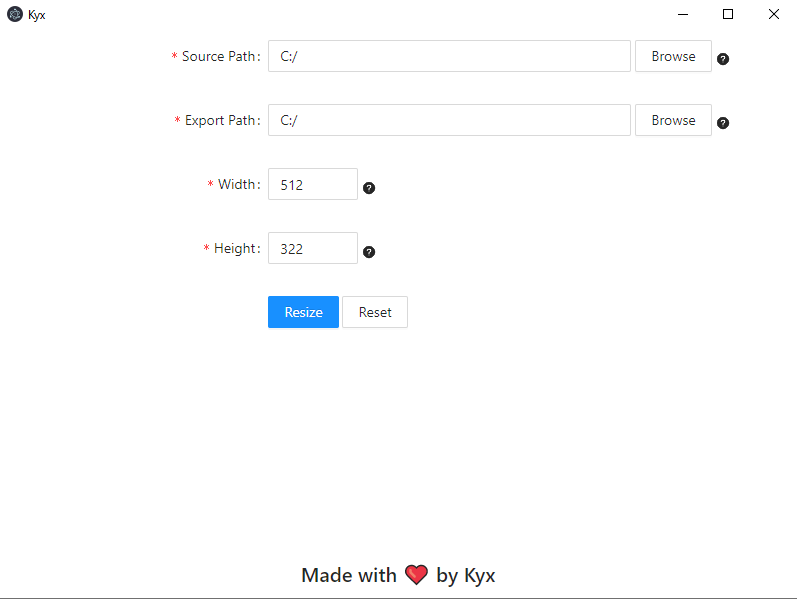 Kyx
* Source Path: C:/ Browse ?
* Export Path: C:/ Browse ?
* Width: 512 ?
* Height: 322 ?
Resize Reset
Made with ❤ by Kyx